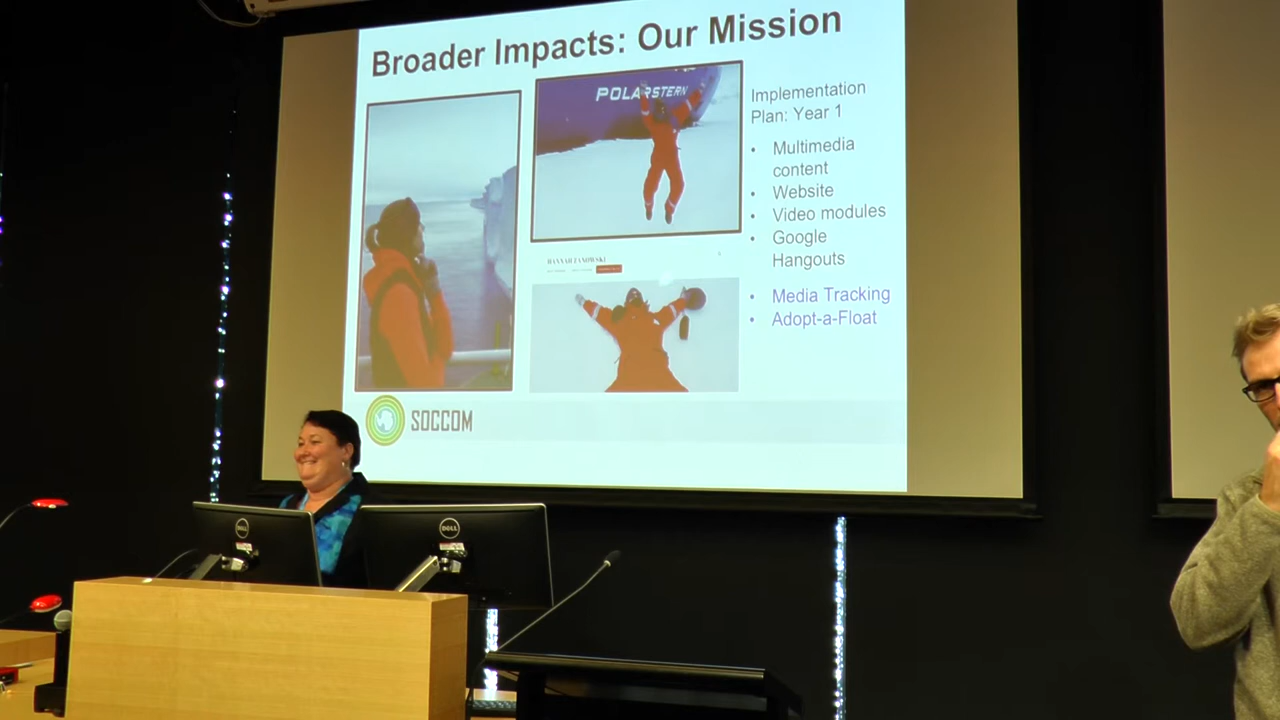 Broader Impacts: Our Mission
POLARSTERN
Implementation
Plan: Year 1
• Multimedia
content
• Website
• Video modules
• Google
Hangouts
• Media Tracking
• Adopt-a-Float
HANNAH ZANOWSKI
SOCCOM
DELL
DELL